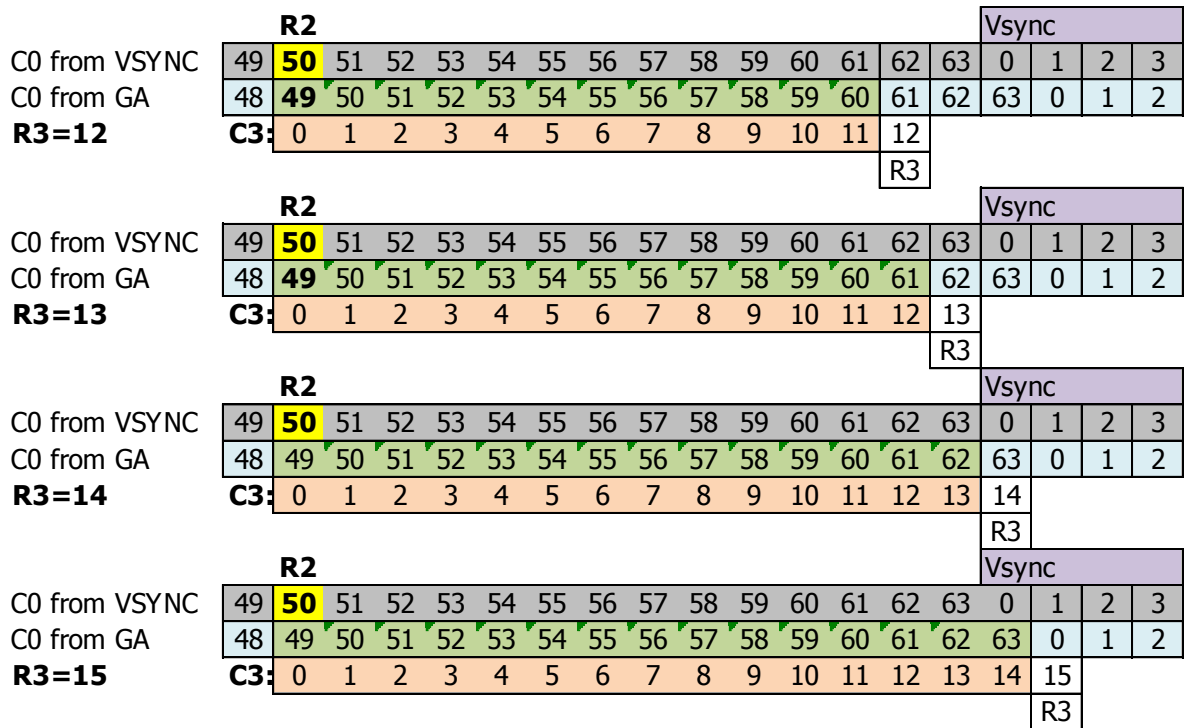 R2 Vsync
C0 from VSYNC 49 50 51 52 53 54 55 56 57 58 59 60 61 62 63 0 1 2 3
C0 from GA 48 49 50 51 52 53 54 55 56 57 58 59 60 61 62 63 0 1 2
R3=12 C3: 0 1 2 3 4 5 6 7 8 9 10 11 12
R3
R2 Vsync
C0 from VSYNC 49 50 51 52 53 54 55 56 57 58 59 60 61 62 63 0 1 2 3
C0 from GA 48 49 50 51 52 53 54 55 56 57 58 59 60 61 62 63 0 1 2
R3=13 C3: 0 1 2 3 4 5 6 7 8 9 10 11 12 13
R3
R2 Vsync
C0 from VSYNC 49 50 51 52 53 54 55 56 57 58 59 60 61 62 63 0 1 2 3
C0 from GA 48 49 50 51 52 53 54 55 56 57 58 59 60 61 62 63 0 1 2
R3=14 C3: 0 1 2 3 4 5 6 7 8 9 10 11 12 13 14
R3
R2 Vsync
C0 from VSYNC 49 50 51 52 53 54 55 56 57 58 59 60 61 62 63 0 1 2 3
C0 from GA 48 49 50 51 52 53 54 55 56 57 58 59 60 61 62 63 0 1 2
R3=15 C3: 0 1 2 3 4 5 6 7 8 9 10 11 12 13 14 15
R3